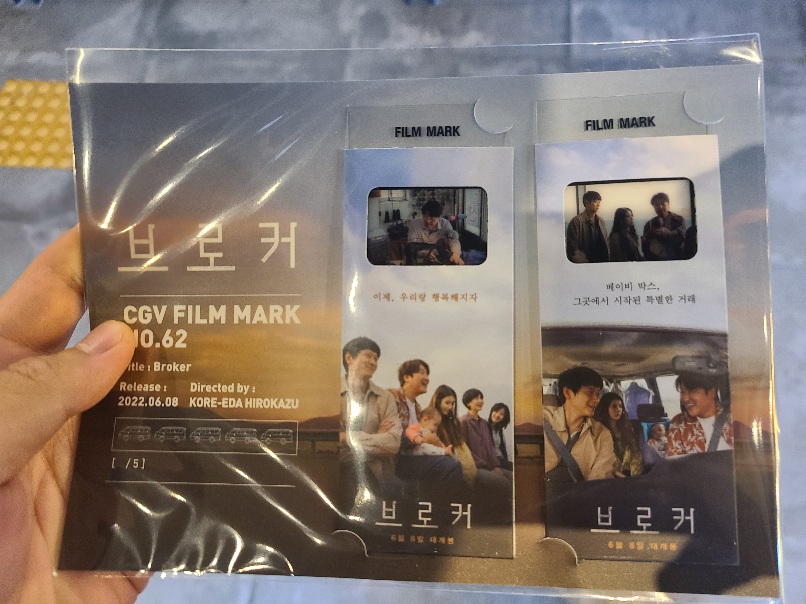 브로커
CGV FILM MARK
NO.62
Title : Broker
Release : Directed by :
2022.06.08 KORE-EDA HIROKAZU
[ /5]
FILM MARK
이제, 우리랑 행복해지자
브로커
6월 8일 대개봉
FILM MARK
베이비 박스,
그곳에서 시작된 특별한 거래
브로커
6월 8일 대개봉